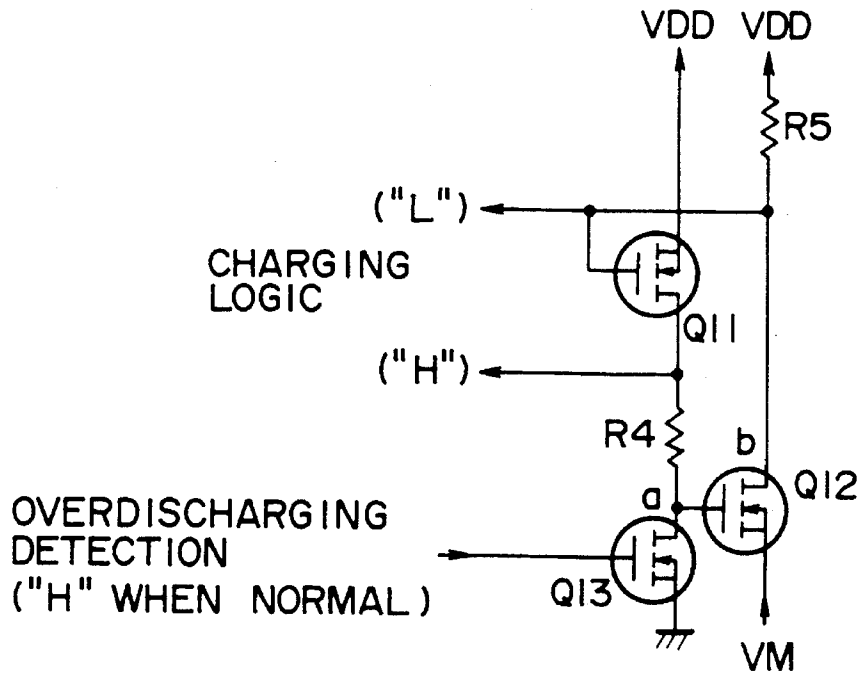 VDD VDD
R5
("L")
CHARGING
LOGIC
Q11
("H")
R4
b
a
Q12
OVERDISCHARGING
DETECTION
("H" WHEN NORMAL)
Q13
VM